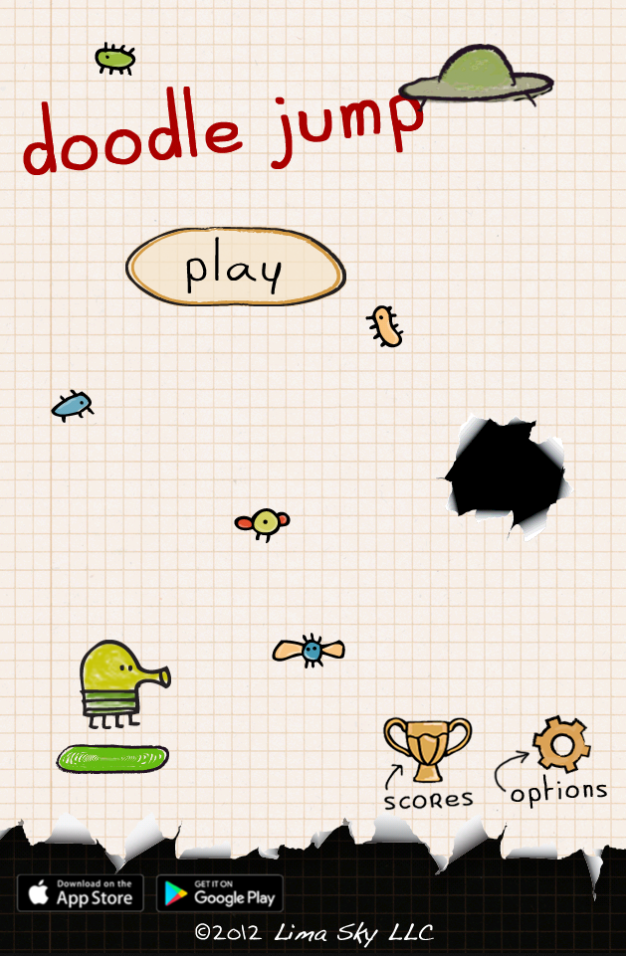 doodle jump
play
scores
options
Download on the
App Store
GET IT ON
Google Play
©2012 Lima Sky LLC